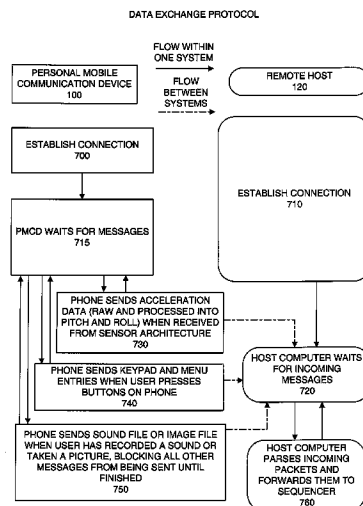 DATA EXCHANGE PROTOCOL
FLOW WITHIN
ONE SYSTEM
FLOW
BETWEEN
SYSTEMS
PERSONAL MOBILE
COMMUNICATION DEVICE
100
REMOTE HOST
120
ESTABLISH CONNECTION
700
ESTABLISH CONNECTION
710
PMCD WAITS FOR MESSAGES
715
PHONE SENDS ACCELERATION
DATA (RAW AND PROCESSED INTO
PITCH AND ROLL) WHEN RECEIVED
FROM SENSOR ARCHITECTURE
730
HOST COMPUTER WAITS
FOR INCOMING
MESSAGES
720
PHONE SENDS KEYPAD AND MENU
ENTRIES WHEN USER PRESSES
BUTTONS ON PHONE
740
PHONE SENDS SOUND FILE OR IMAGE FILE
WHEN USER HAS RECORDED A SOUND OR
TAKEN A PICTURE, BLOCKING ALL OTHER
MESSAGES FROM BEING SENT UNTIL
FINISHED
750
HOST COMPUTER
PARSES INCOMING
PACKETS AND
FORWARDS THEM TO
SEQUENCER
760